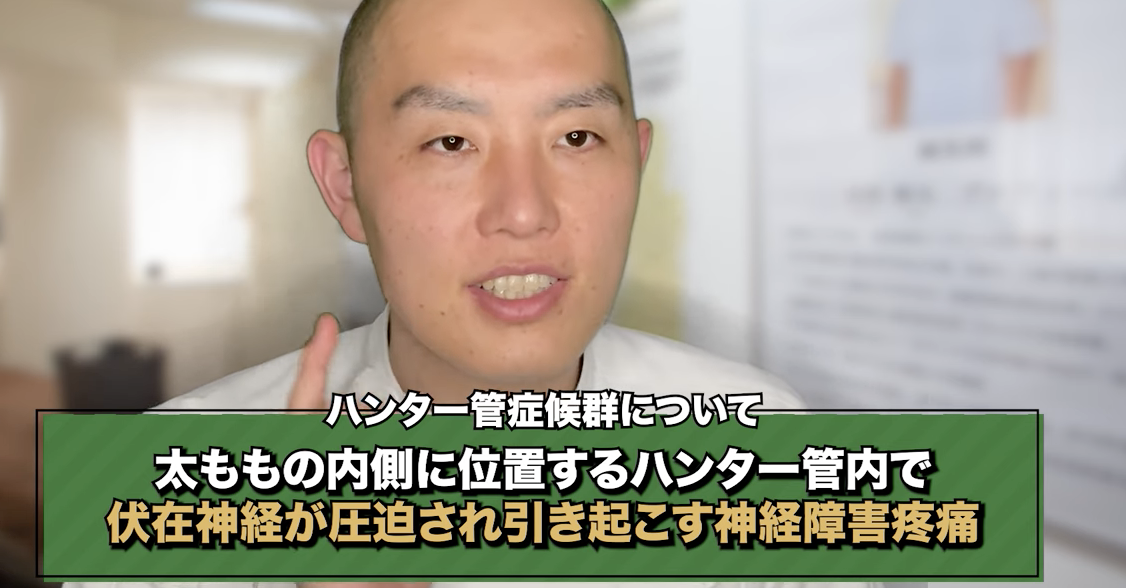 ハンター管症候群について
太ももの内側に位置するハンター管内で
伏在神経が圧迫され引き起こす神経障害疼痛